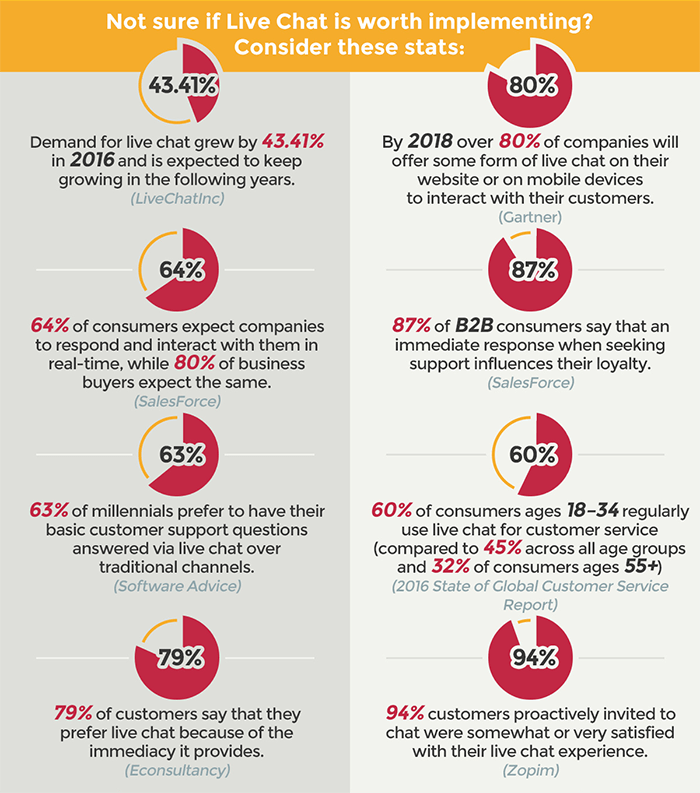 Not sure if Live Chat is worth implementing?
Consider these stats:
43.41%
Demand for live chat grew by 43.41%
in 2016 and is expected to keep
growing in the following years.
(LiveChatInc)
80%
By 2018 over 80% of companies will
offer some form of live chat on their
website or on mobile devices
to interact with their customers.
(Gartner)
64%
64% of consumers expect companies
to respond and interact with them in
real-time, while 80% of business
buyers expect the same.
(SalesForce)
87%
87% of B2B consumers say that an
immediate response when seeking
support influences their loyalty.
(SalesForce)
63%
63% of millennials prefer to have their
basic customer support questions
answered via live chat over
traditional channels.
(Software Advice)
60%
60% of consumers ages 18–34 regularly
use live chat for customer service
(compared to 45% across all age groups
and 32% of consumers ages 55+)
(2016 State of Global Customer Service
Report)
79%
79% of customers say that they
prefer live chat because of the
immediacy it provides.
(Econsultancy)
94%
94% customers proactively invited to
chat were somewhat or very satisfied
with their live chat experience.
(Zopim)